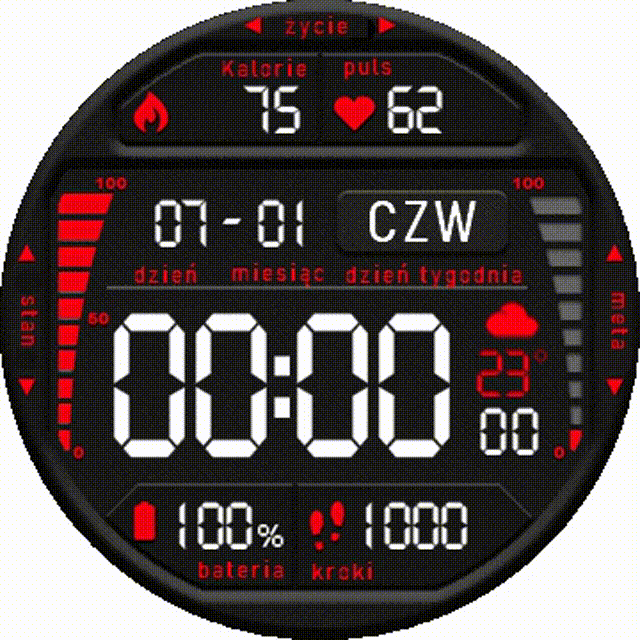 życie
Kalorie puls
75 62
100 100
07-01 CZW
dzień miesiąc dzień tygodnia
stan
meta
50
00:00
23°
00
0 0
100% 1000
bateria kroki